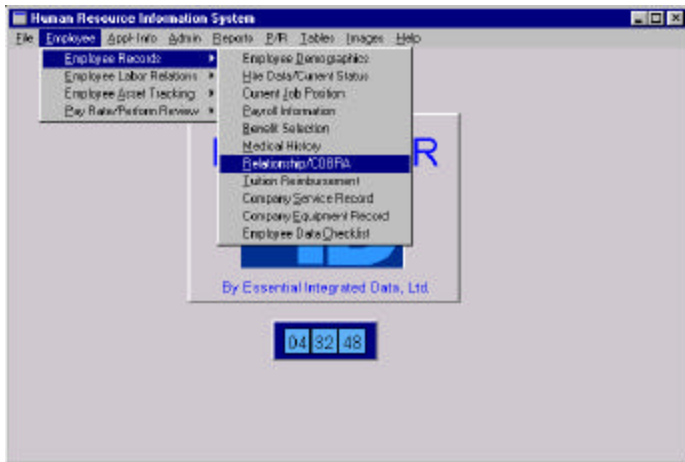 Human Resource Information System
File Employee Appl-Info Admin Reports P/R Tables Images Help
Employee Records
Employee Labor Relations
Employee Asset Tracking
Pay Rate/Perform Review
Employee Demographics
Hire Data/Current Status
Current Job Position
Payroll Information
Benefit Selection
Medical History
Relationship/COBRA
Tuition Reimbursement
Company Service Record
Company Equipment Record
Employee Data Checklist
R
By Essential Integrated Data, Ltd.
04 32 48